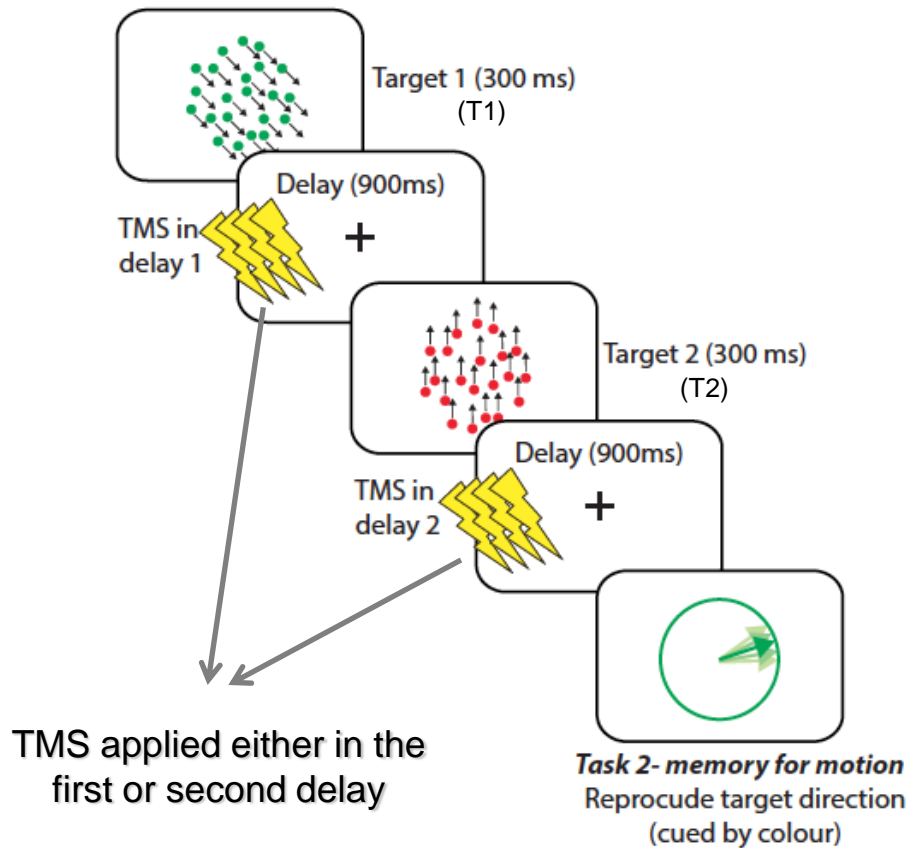 Target 1 (300 ms)
(T1)
Delay (900ms)
TMS in
delay 1
Target 2 (300 ms)
(T2)
Delay (900ms)
TMS in
delay 2
TMS applied either in the
first or second delay
Task 2- memory for motion
Reprocude target direction
(cued by colour)